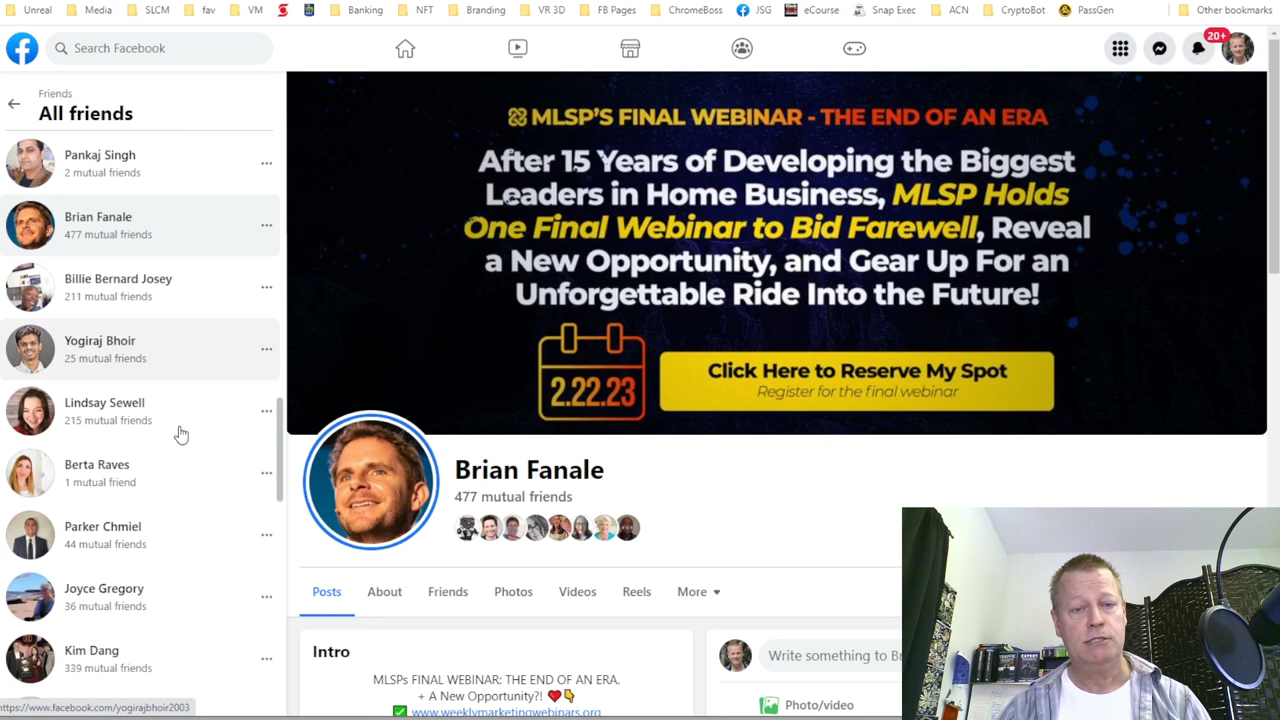 Unreal Media SLCM fav VM Banking NFT Branding VR 3D FB Pages ChromeBoss JSG eCourse Snap Exec ACN CryptoBot PassGen Other bookmarks
Search Facebook
20+
Friends
All friends
Pankaj Singh
2 mutual friends
Brian Fanale
477 mutual friends
Billie Bernard Josey
211 mutual friends
Yogiraj Bhoir
25 mutual friends
Lindsay Sewell
215 mutual friends
Berta Raves
1 mutual friend
Parker Chmiel
44 mutual friends
Joyce Gregory
36 mutual friends
Kim Dang
339 mutual friends
https://www.facebook.com/yogirajbhoir2003
MLSP'S FINAL WEBINAR - THE END OF AN ERA
After 15 Years of Developing the Biggest
Leaders in Home Business, MLSP Holds
One Final Webinar to Bid Farewell, Reveal
a New Opportunity, and Gear Up For an
Unforgettable Ride Into the Future!
2.22.23
Click Here to Reserve My Spot
Register for the final webinar
Brian Fanale
477 mutual friends
Posts About Friends Photos Videos Reels More
Intro
MLSPs FINAL WEBINAR: THE END OF AN ERA.
+ A New Opportunity?! ❤️👇
✅ www.weeklymarketingwebinars.org
Write something to B
Photo/video